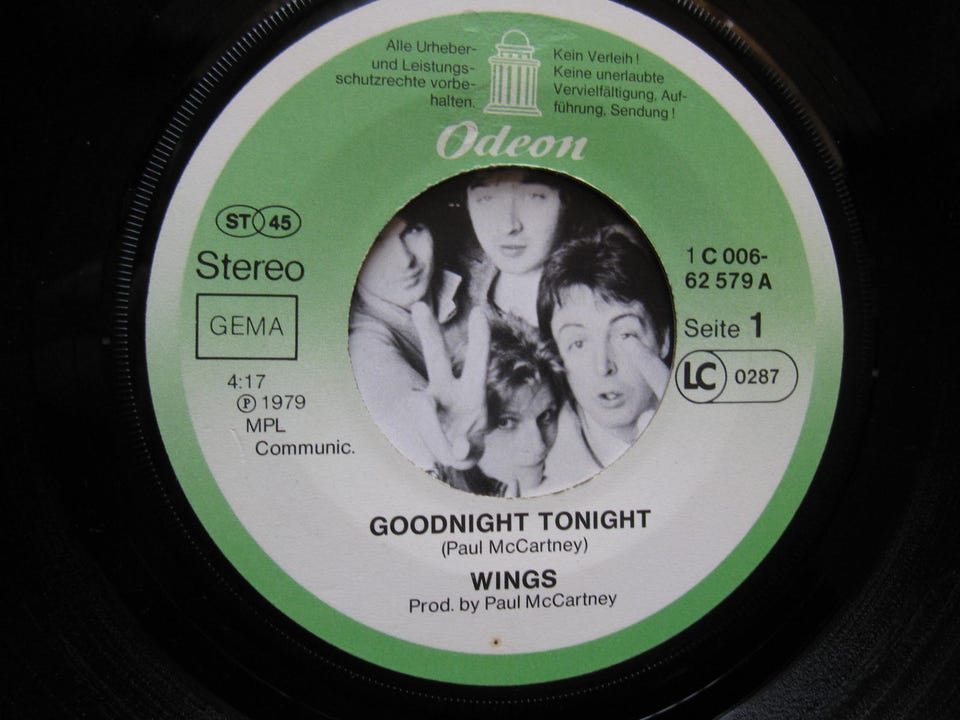 Alle Urheber-
und Leistungs-
schutzrechte vorbe-
halten.
Kein Verleih!
Keine unerlaubte
Vervielfältigung, Auf-
führung, Sendung!
Odeon
ST 45
Stereo
GEMA
4:17
Ⓟ 1979
MPL
Communic.
1 C 006-
62 579 A
Seite 1
LC 0287
GOODNIGHT TONIGHT
(Paul McCartney)
WINGS
Prod. by Paul McCartney